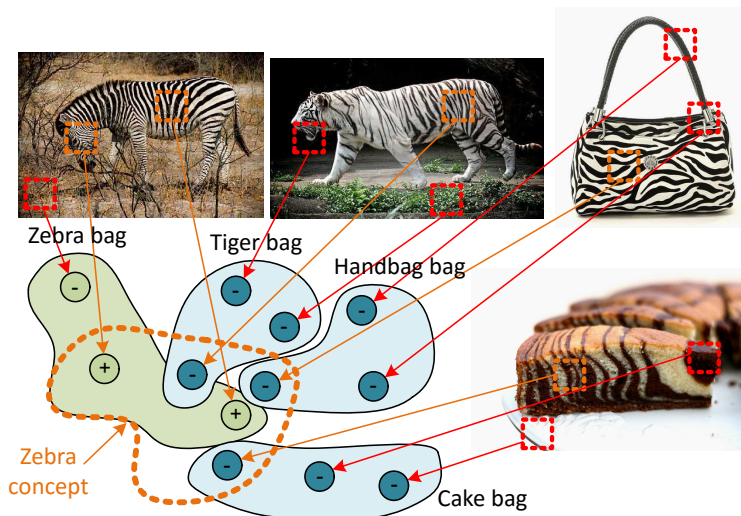 Zebra bag
Tiger bag
Handbag bag
-
-
-
-
+
-
-
-
+
Zebra
concept
-
-
-
Cake bag